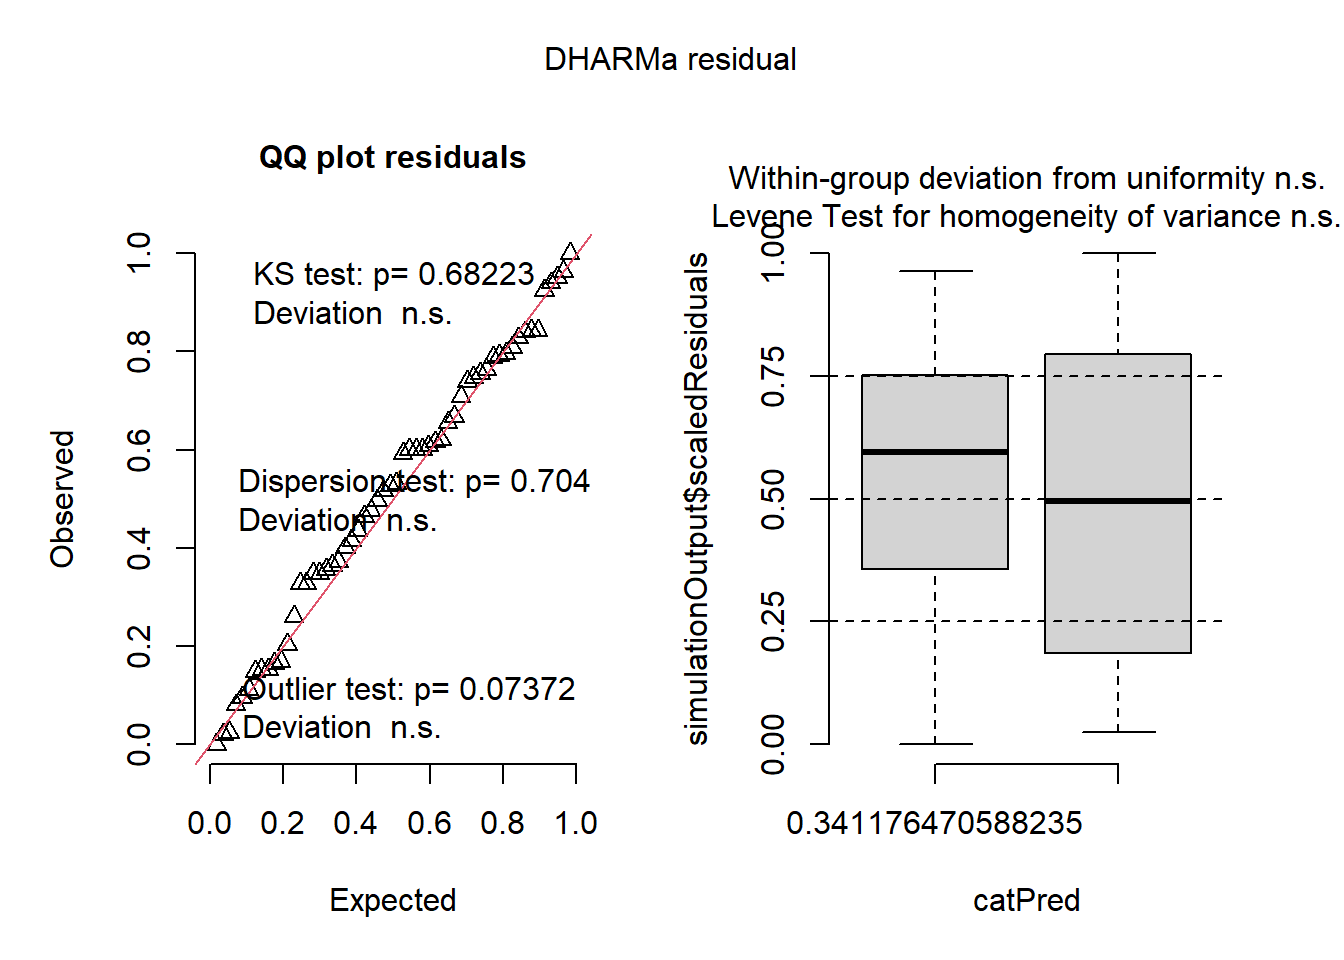 DHARMa residual
QQ plot residuals
KS test: p= 0.68223
Deviation  n.s.
Dispersion test: p= 0.704
Deviation  n.s.
Outlier test: p= 0.07372
Deviation  n.s.
Observed
0.0
0.2
0.4
0.6
0.8
1.0
0.0 0.2 0.4 0.6 0.8 1.0
Expected
Within-group deviation from uniformity n.s.
Levene Test for homogeneity of variance n.s.
simulationOutput$scaledResiduals
0.00
0.25
0.50
0.75
1.00
0.341176470588235
catPred